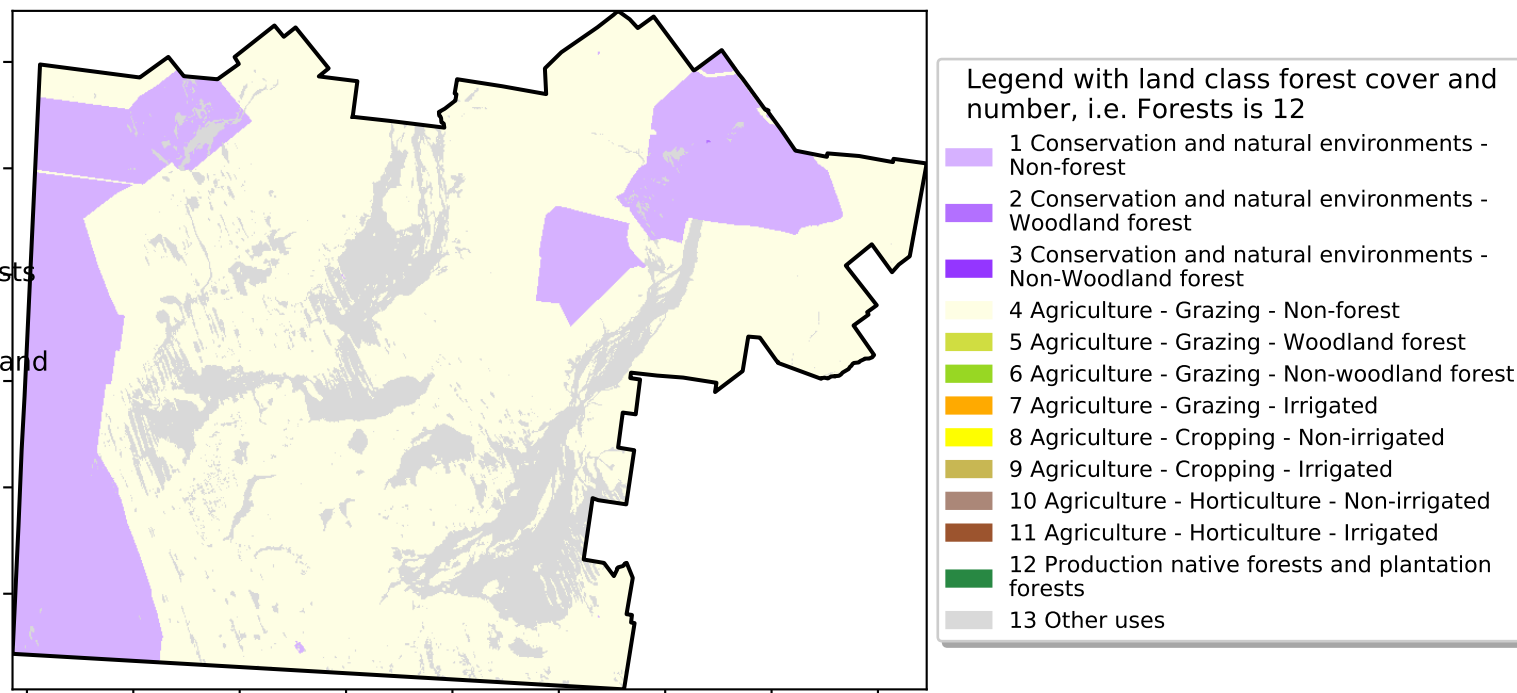 sts
and
Legend with land class forest cover and
number, i.e. Forests is 12
1 Conservation and natural environments -
Non-forest
2 Conservation and natural environments -
Woodland forest
3 Conservation and natural environments -
Non-Woodland forest
4 Agriculture - Grazing - Non-forest
5 Agriculture - Grazing - Woodland forest
6 Agriculture - Grazing - Non-woodland forest
7 Agriculture - Grazing - Irrigated
8 Agriculture - Cropping - Non-irrigated
9 Agriculture - Cropping - Irrigated
10 Agriculture - Horticulture - Non-irrigated
11 Agriculture - Horticulture - Irrigated
12 Production native forests and plantation
forests
13 Other uses